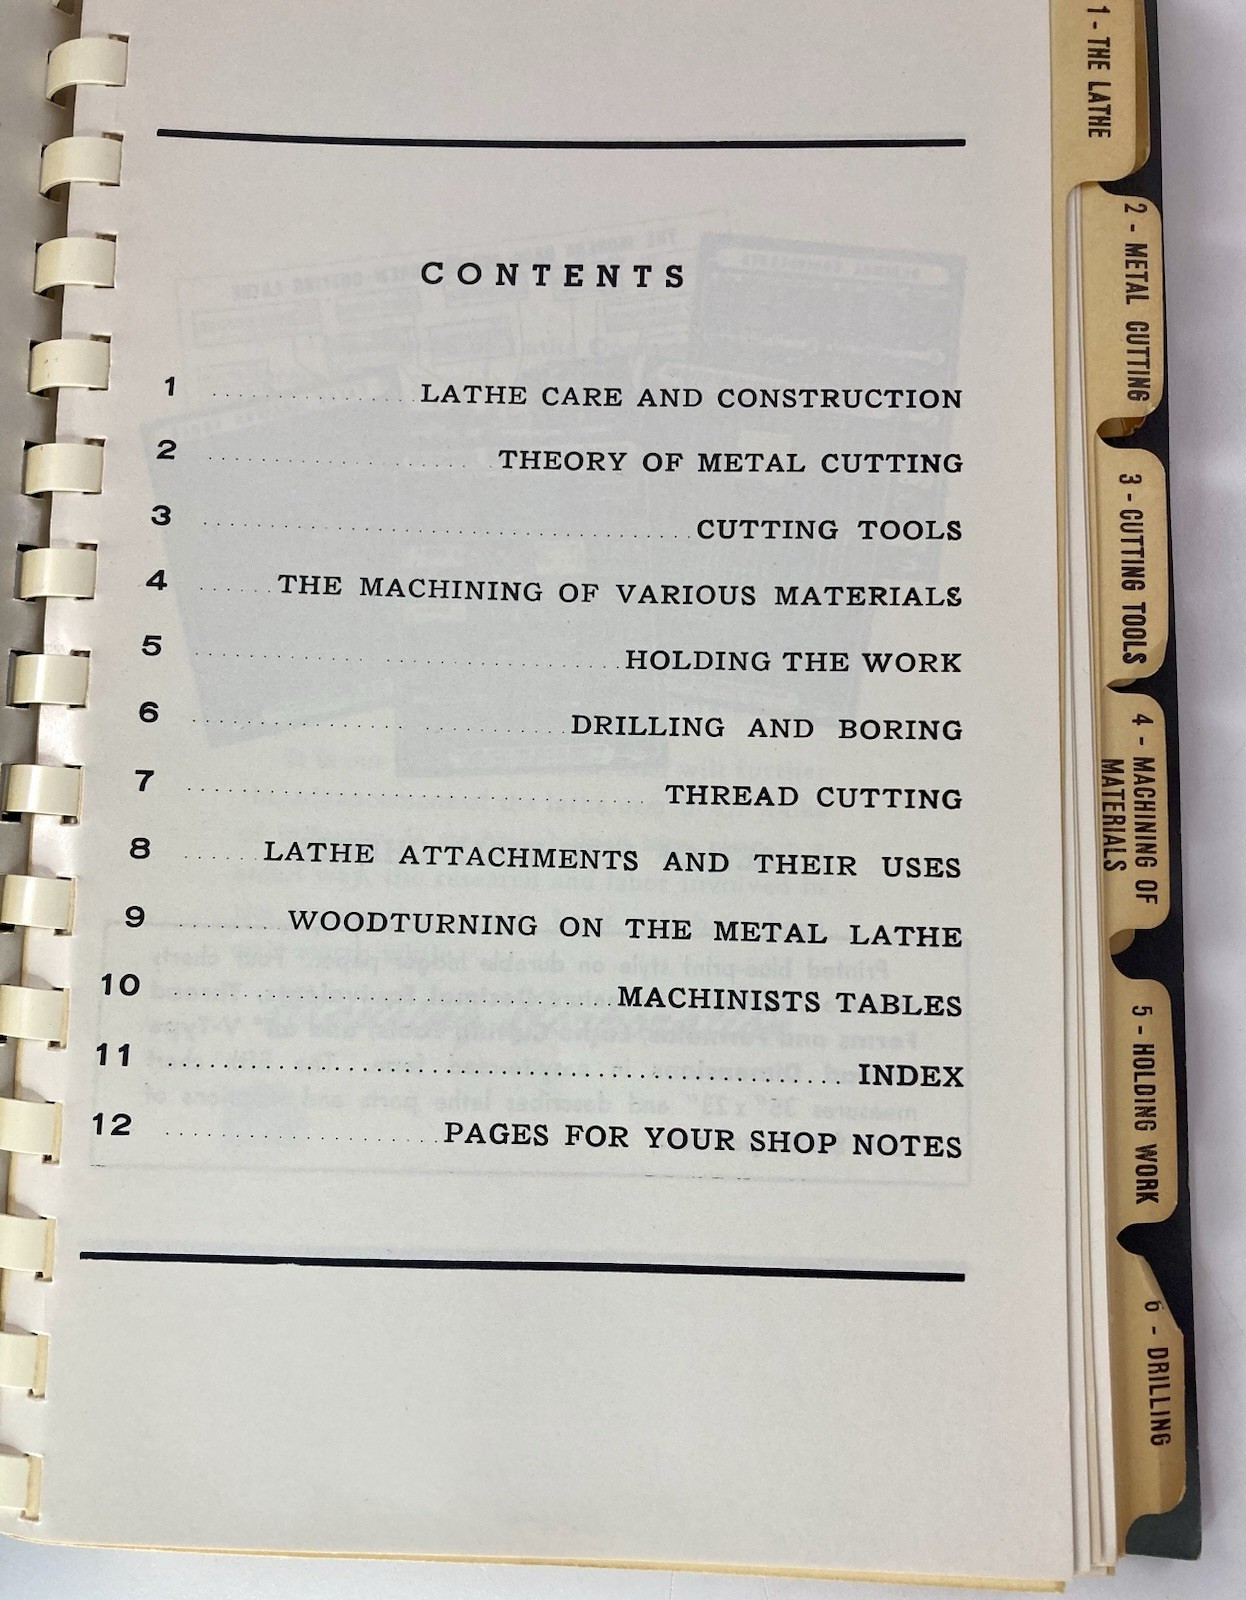 CONTENTS
1 .................. LATHE CARE AND CONSTRUCTION
2 ........................ THEORY OF METAL CUTTING
3 ........................................ CUTTING TOOLS
4 ...... THE MACHINING OF VARIOUS MATERIALS
5 .................................. HOLDING THE WORK
6 .............................. DRILLING AND BORING
7 ...................................... THREAD CUTTING
8 ...... LATHE ATTACHMENTS AND THEIR USES
9 ........ WOODTURNING ON THE METAL LATHE
10 .................................. MACHINISTS TABLES
11 .................................................. INDEX
12 .................... PAGES FOR YOUR SHOP NOTES
1 - THE LATHE
2 - METAL CUTTING
3 - CUTTING TOOLS
4 - MACHINING OF
MATERIALS
5 - HOLDING WORK
6 - DRILLING